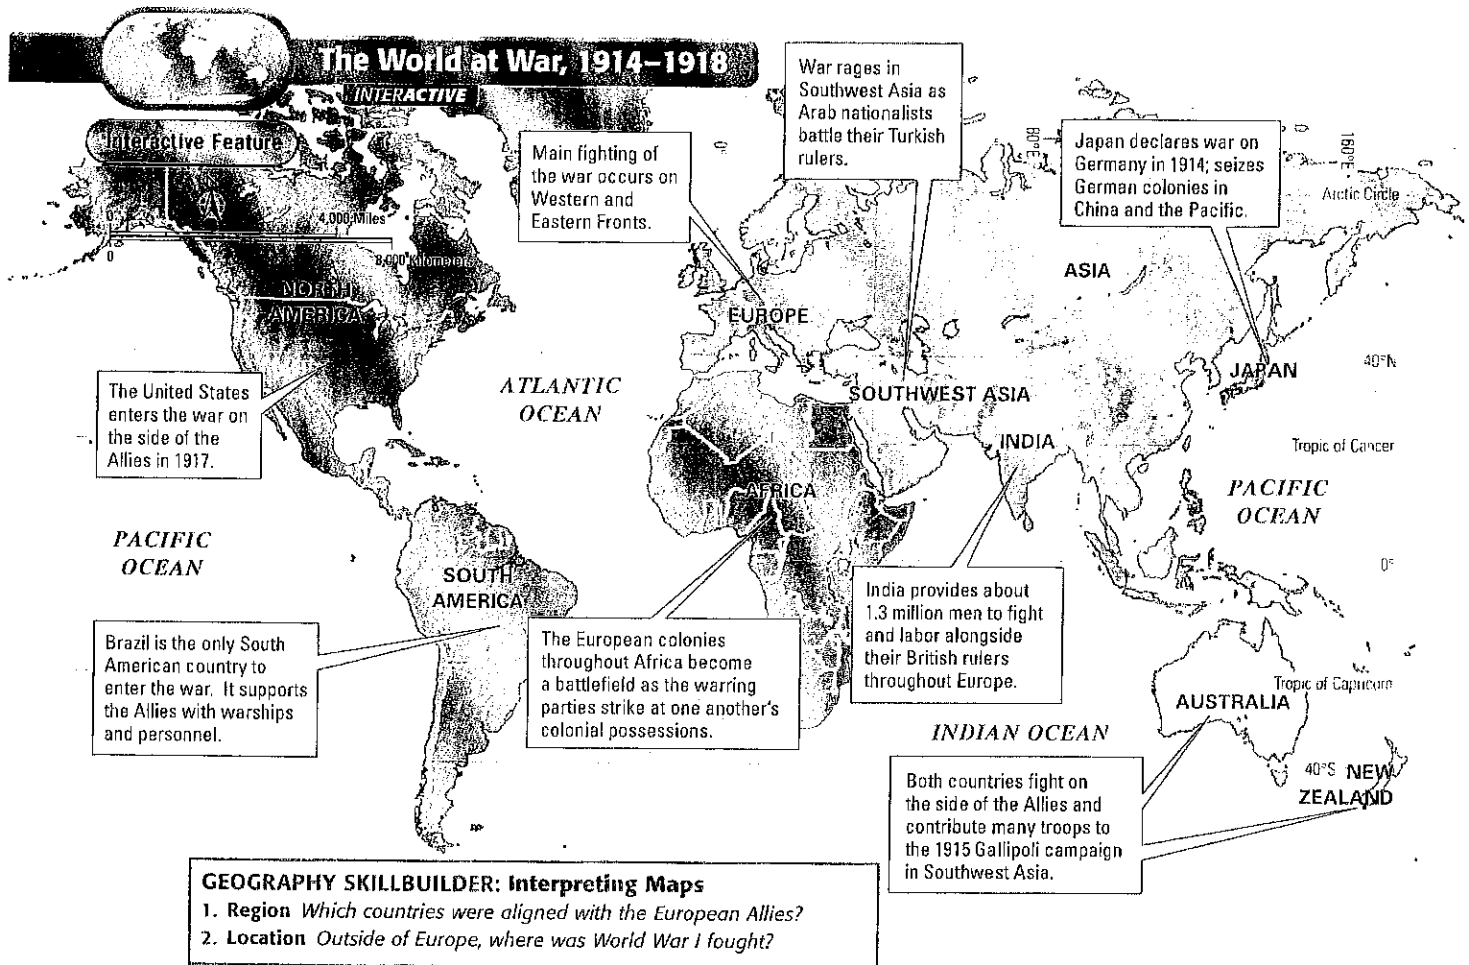 The World at War, 1914–1918
INTERACTIVE
Interactive Feature
0
4,000 Miles
0
8,000 Kilometers
War rages in
Southwest Asia as
Arab nationalists
battle their Turkish
rulers.
Main fighting of
the war occurs on
Western and
Eastern Fronts.
Japan declares war on
Germany in 1914; seizes
German colonies in
China and the Pacific.
0°
80°E
160°E
Arctic Circle
NORTH
AMERICA
EUROPE
ASIA
JAPAN
40°N
The United States
enters the war on
the side of the
Allies in 1917.
ATLANTIC
OCEAN
SOUTHWEST ASIA
INDIA
Tropic of Cancer
AFRICA
PACIFIC
OCEAN
PACIFIC
OCEAN
0°
SOUTH
AMERICA
Brazil is the only South
American country to
enter the war. It supports
the Allies with warships
and personnel.
The European colonies
throughout Africa become
a battlefield as the warring
parties strike at one another's
colonial possessions.
India provides about
1.3 million men to fight
and labor alongside
their British rulers
throughout Europe.
AUSTRALIA
Tropic of Capricorn
INDIAN OCEAN
40°S
NEW
ZEALAND
Both countries fight on
the side of the Allies and
contribute many troops to
the 1915 Gallipoli campaign
in Southwest Asia.
GEOGRAPHY SKILLBUILDER: Interpreting Maps
1. Region Which countries were aligned with the European Allies?
2. Location Outside of Europe, where was World War I fought?